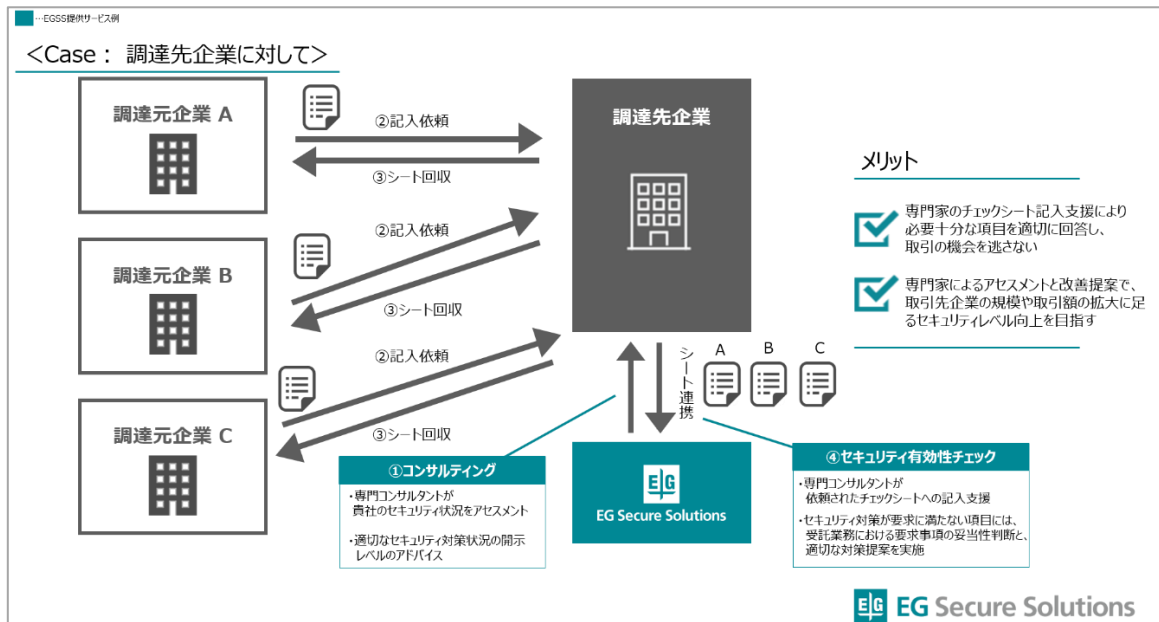 …EGSS提供サービス例
＜Case： 調達先企業に対して＞
調達元企業 A
②記入依頼
③シート回収
調達元企業 B
②記入依頼
③シート回収
調達元企業 C
②記入依頼
③シート回収
調達先企業
シート連携
A
B
C
①コンサルティング
・専門コンサルタントが
貴社のセキュリティ状況をアセスメント
・適切なセキュリティ対策状況の開示
レベルのアドバイス
EG
EG Secure Solutions
④セキュリティ有効性チェック
・専門コンサルタントが
依頼されたチェックシートへの記入支援
・セキュリティ対策が要求に満たない項目には、
受託業務における要求事項の妥当性判断と、
適切な対策提案を実施
メリット
専門家のチェックシート記入支援により
必要十分な項目を適切に回答し、
取引の機会を逃さない
専門家によるアセスメントと改善提案で、
取引先企業の規模や取引額の拡大に足
るセキュリティレベル向上を目指す
EG EG Secure Solutions